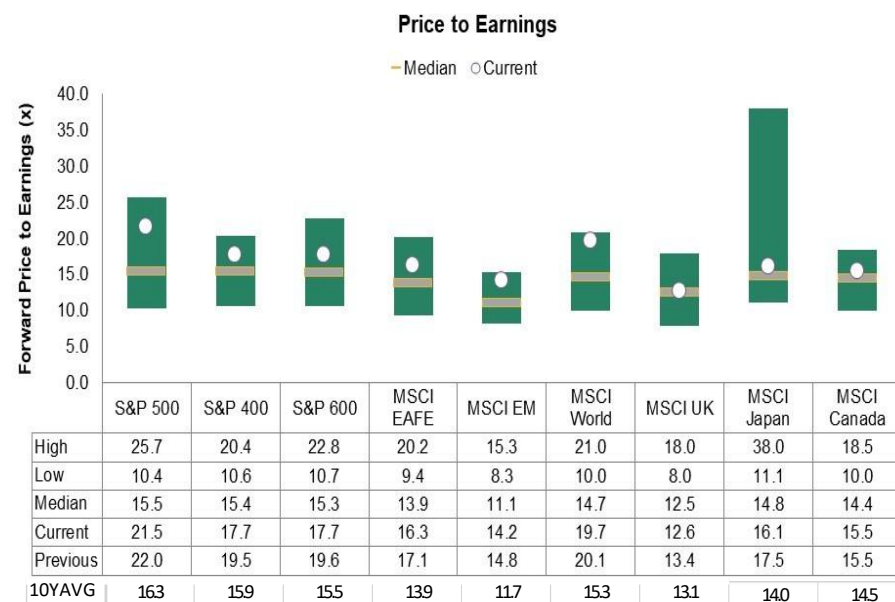 Price to Earnings
Median Current
Forward Price to Earnings (x)
40.0
35.0
30.0
25.0
20.0
15.0
10.0
5.0
0.0
S&P 500 S&P 400 S&P 600 MSCI EAFE MSCI EM MSCI World MSCI UK MSCI Japan MSCI Canada
High 25.7 20.4 22.8 20.2 15.3 21.0 18.0 38.0 18.5
Low 10.4 10.6 10.7 9.4 8.3 10.0 8.0 11.1 10.0
Median 15.5 15.4 15.3 13.9 11.1 14.7 12.5 14.8 14.4
Current 21.5 17.7 17.7 16.3 14.2 19.7 12.6 16.1 15.5
Previous 22.0 19.5 19.6 17.1 14.8 20.1 13.4 17.5 15.5
10YAVG 16.3 15.9 15.5 13.9 11.7 15.3 13.1 14.0 14.5